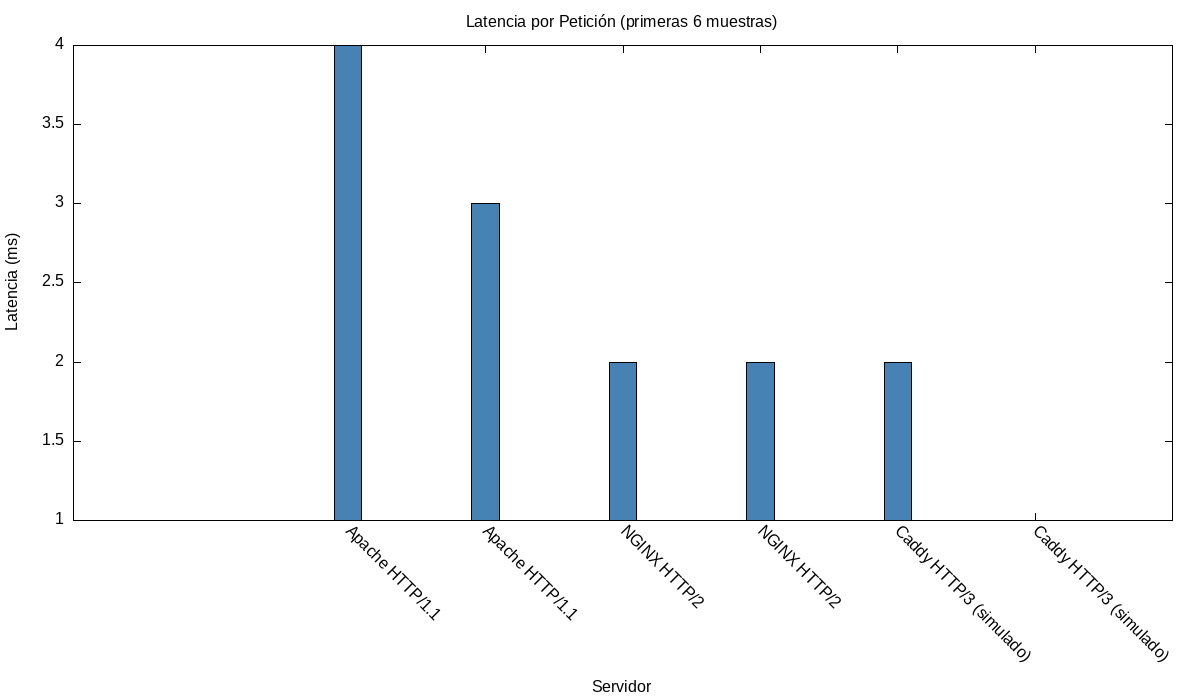 Latencia por Petición (primeras 6 muestras)
4
3.5
3
2.5
2
1.5
1
Latencia (ms)
Apache HTTP/1.1
Apache HTTP/1.1
NGINX HTTP/2
NGINX HTTP/2
Caddy HTTP/3 (simulado)
Caddy HTTP/3 (simulado)
Servidor